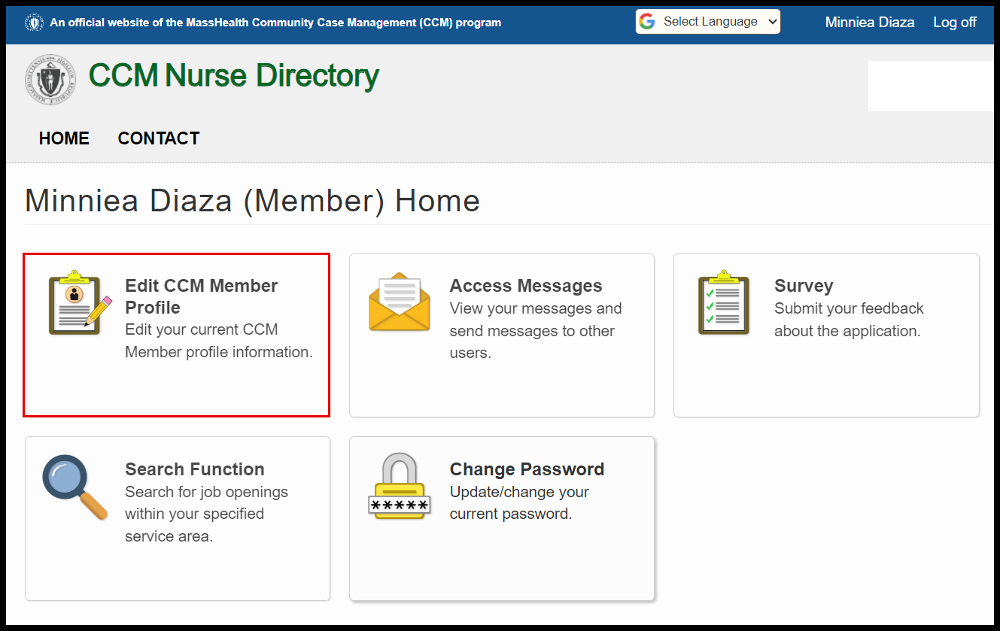 An official website of the MassHealth Community Case Management (CCM) program
Select Language
Minniea Diaza
Log off
CCM Nurse Directory
HOME
CONTACT
Minniea Diaza (Member) Home
Edit CCM Member
Profile
Edit your current CCM
Member profile information.
Access Messages
View your messages and
send messages to other
users.
Survey
Submit your feedback
about the application.
Search Function
Search for job openings
within your specified
service area.
*****
Change Password
Update/change your
current password.